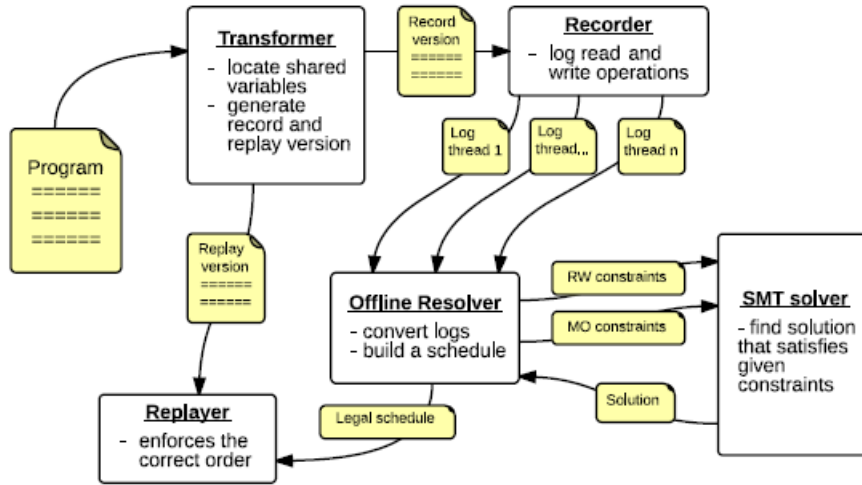 Program
======
======
======
Transformer
- locate shared
variables
- generate
record and
replay version
Record
version
======
======
Recorder
- log read and
write operations
Log
thread 1
Log
thread...
Log
thread n
Replay
version
======
======
Offline Resolver
- convert logs
- build a schedule
RW constraints
MO constraints
Solution
SMT solver
- find solution
that satisfies
given
constraints
Legal schedule
Replayer
- enforces the
correct order